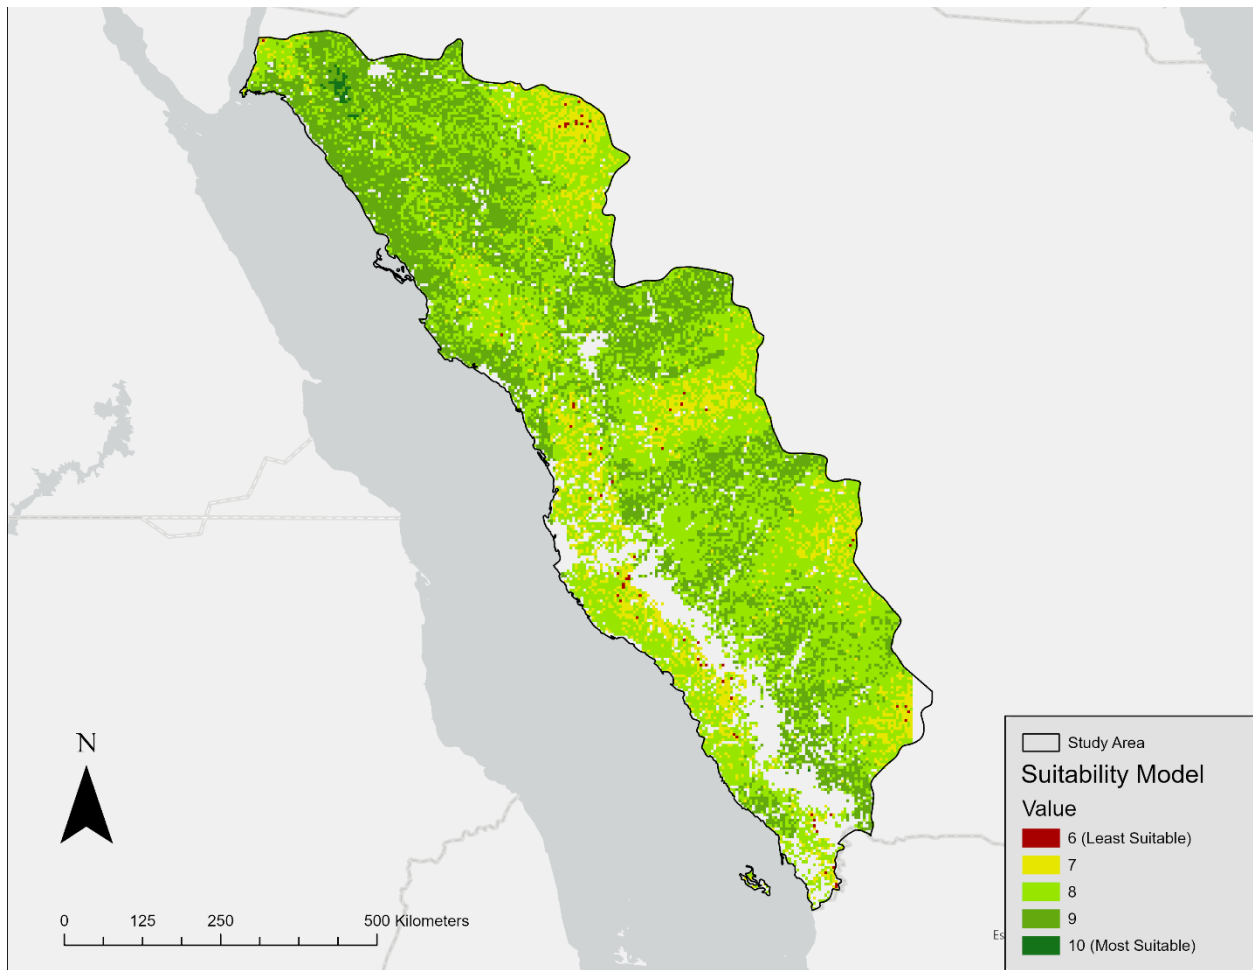 N
0 125 250 500 Kilometers
Study Area
Suitability Model
Value
6 (Least Suitable)
7
8
9
10 (Most Suitable)
Es